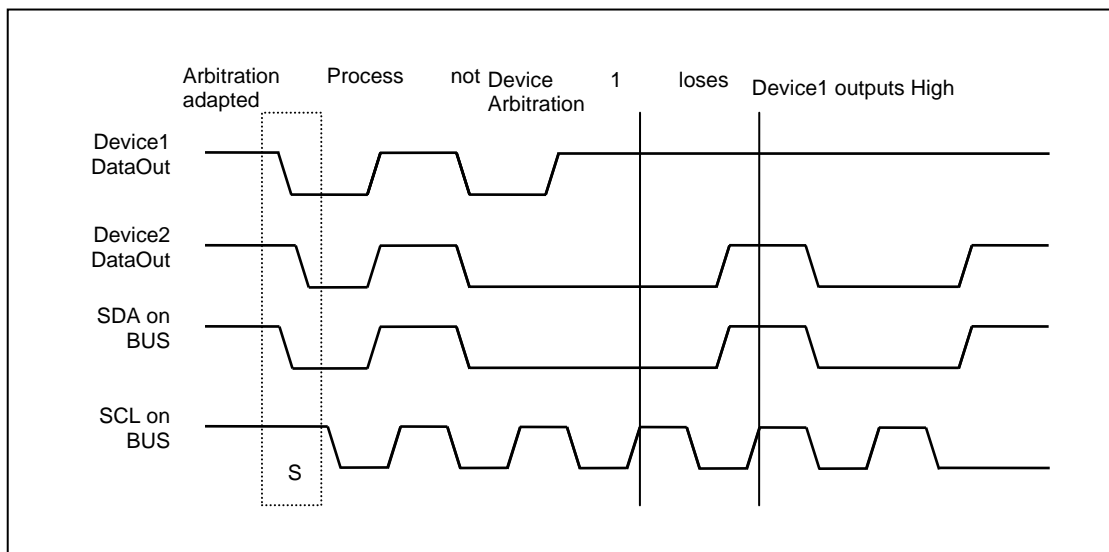 Arbitration Process not adapted
Device 1 loses Arbitration
Device1 outputs High
Device1
DataOut
Device2
DataOut
SDA on
BUS
SCL on
BUS
S